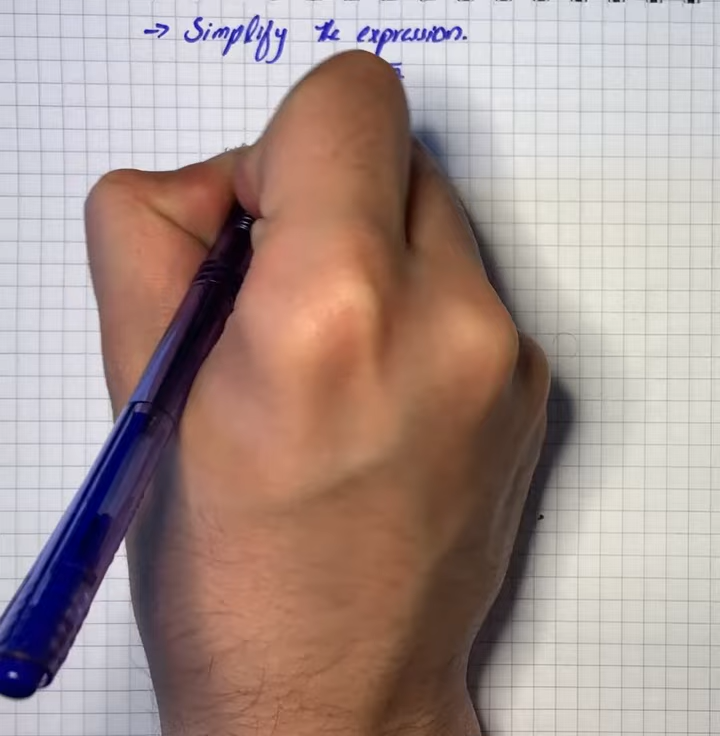 → Simplify the expression.